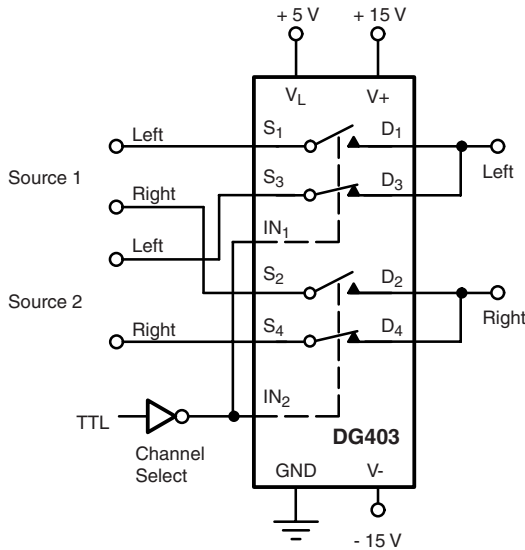 + 5 V
+ 15 V
VL
V+
Left
S1
D1
Left
Source 1
S3
D3
Right
IN1
Left
S2
D2
Right
Source 2
Right
S4
D4
IN2
TTL
Channel
Select
DG403
GND
V-
- 15 V